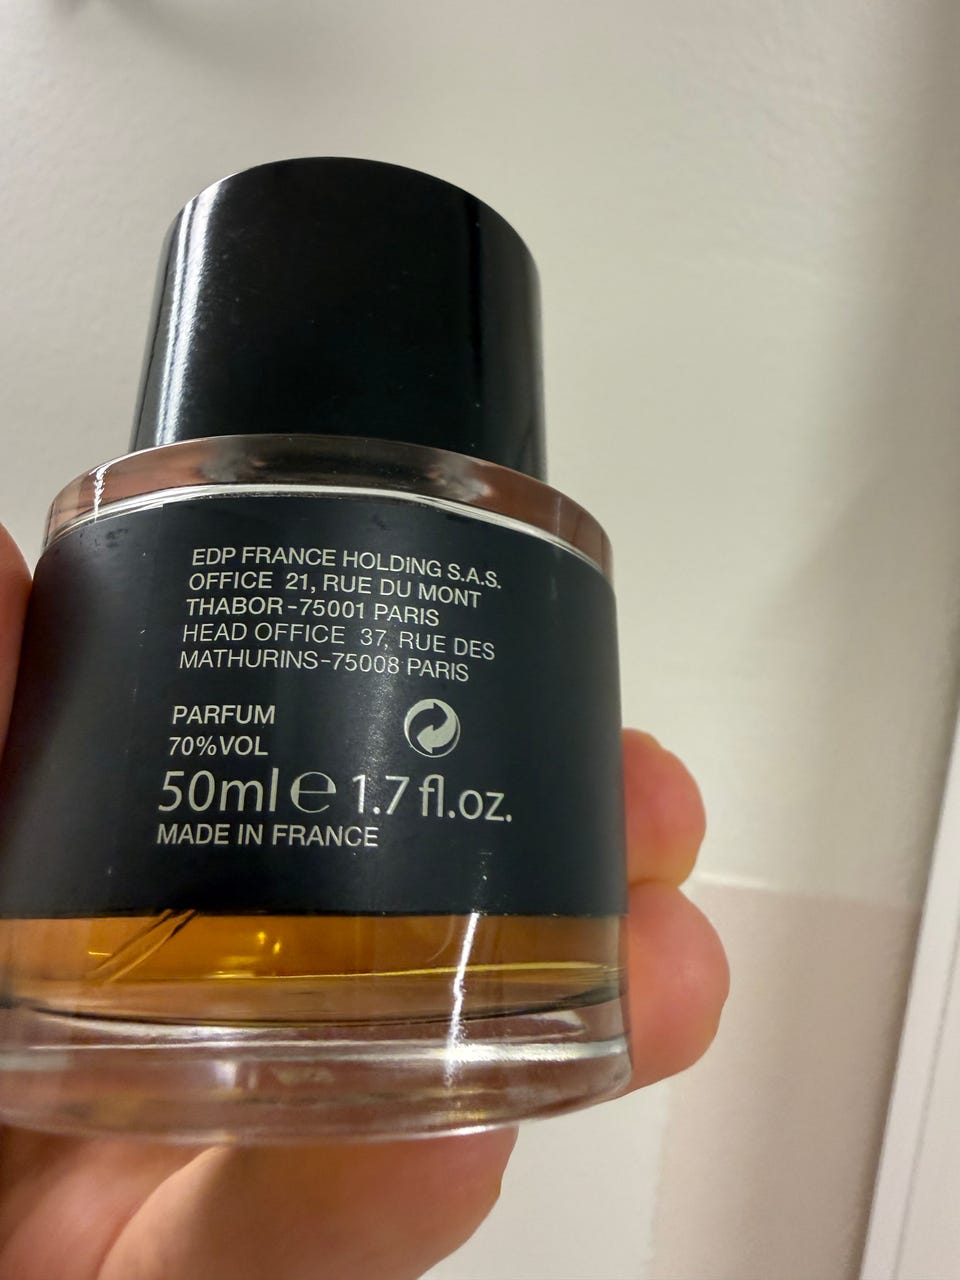 EDP FRANCE HOLDING S.A.S.
OFFICE 21, RUE DU MONT
THABOR-75001 PARIS
HEAD OFFICE 37, RUE DES
MATHURINS-75008 PARIS
PARFUM
70%VOL
50ml ℮ 1.7 fl.oz.
MADE IN FRANCE